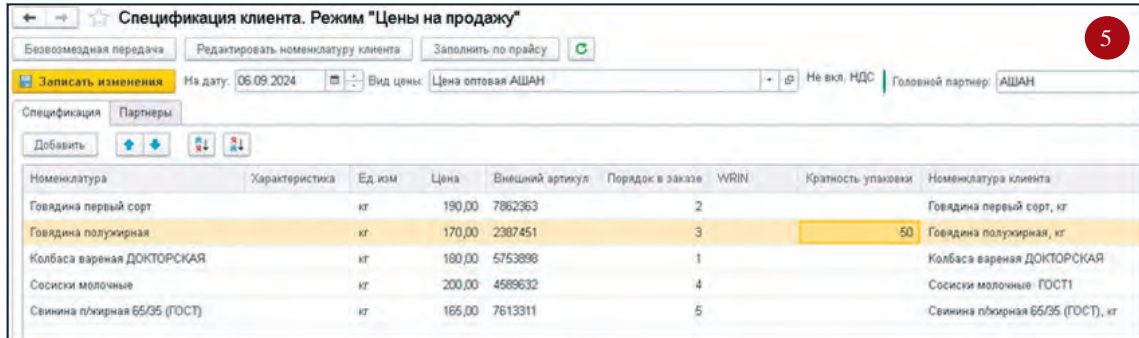 Спецификация клиента. Режим "Цены на продажу"
5
Безвозмездная передача Редактировать номенклатуру клиента Заполнить по прайсу
Записать изменения На дату: 06.09.2024 Вид цены: Цена оптовая АШАН Не вкл. НДС Головной партнер: АШАН
Спецификация Партнеры
Добавить
Номенклатура Характеристика Ед.изм Цена Внешний артикул Порядок в заказе WRIN Кратность упаковки Номенклатура клиента
Говядина первый сорт кг 190,00 7862363 2 Говядина первый сорт, кг
Говядина полужирная кг 170,00 2387451 3 50 Говядина полужирная, кг
Колбаса вареная ДОКТОРСКАЯ кг 180,00 5753898 1 Колбаса вареная ДОКТОРСКАЯ
Сосиски молочные кг 200,00 4589632 4 Сосиски молочные ГОСТ1
Свинина п/жирная 65/35 (ГОСТ) кг 165,00 7613311 5 Свинина п/жирная 65/35 (ГОСТ), кг